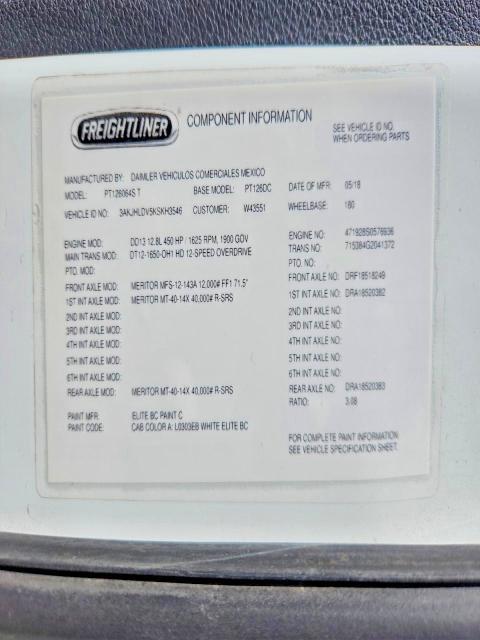 FREIGHTLINER
COMPONENT INFORMATION
SEE VEHICLE ID NO.
WHEN ORDERING PARTS
MANUFACTURED BY: DAIMLER VEHICULOS COMERCIALES MEXICO
MODEL: PT126064S T BASE MODEL: PT126DC DATE OF MFR: 05/18
VEHICLE ID NO: 3AKJHLDV5KSKH3546 CUSTOMER: W43551 WHEELBASE: 180
ENGINE MOD: DD13 12.8L 450 HP / 1625 RPM, 1900 GOV ENGINE NO: 471928S0576936
MAIN TRANS MOD: DT12-1650-OH1 HD 12-SPEED OVERDRIVE TRANS NO: 715384G2041372
PTO. MOD: PTO. NO:
FRONT AXLE MOD: MERITOR MFS-12-143A 12,000# FF1 71.5" FRONT AXLE NO: DRF18518249
1ST INT AXLE MOD: MERITOR MT-40-14X 40,000# R-SRS 1ST INT AXLE NO: DRA18520382
2ND INT AXLE MOD: 2ND INT AXLE NO:
3RD INT AXLE MOD: 3RD INT AXLE NO:
4TH INT AXLE MOD: 4TH INT AXLE NO:
5TH INT AXLE MOD: 5TH INT AXLE NO:
6TH INT AXLE MOD: 6TH INT AXLE NO:
REAR AXLE MOD: MERITOR MT-40-14X 40,000# R-SRS REAR AXLE NO: DRA18520383
RATIO: 3.08
PAINT MFR: ELITE BC PAINT C
PAINT CODE: CAB COLOR A: L0303EB WHITE ELITE BC
FOR COMPLETE PAINT INFORMATION
SEE VEHICLE SPECIFICATION SHEET.